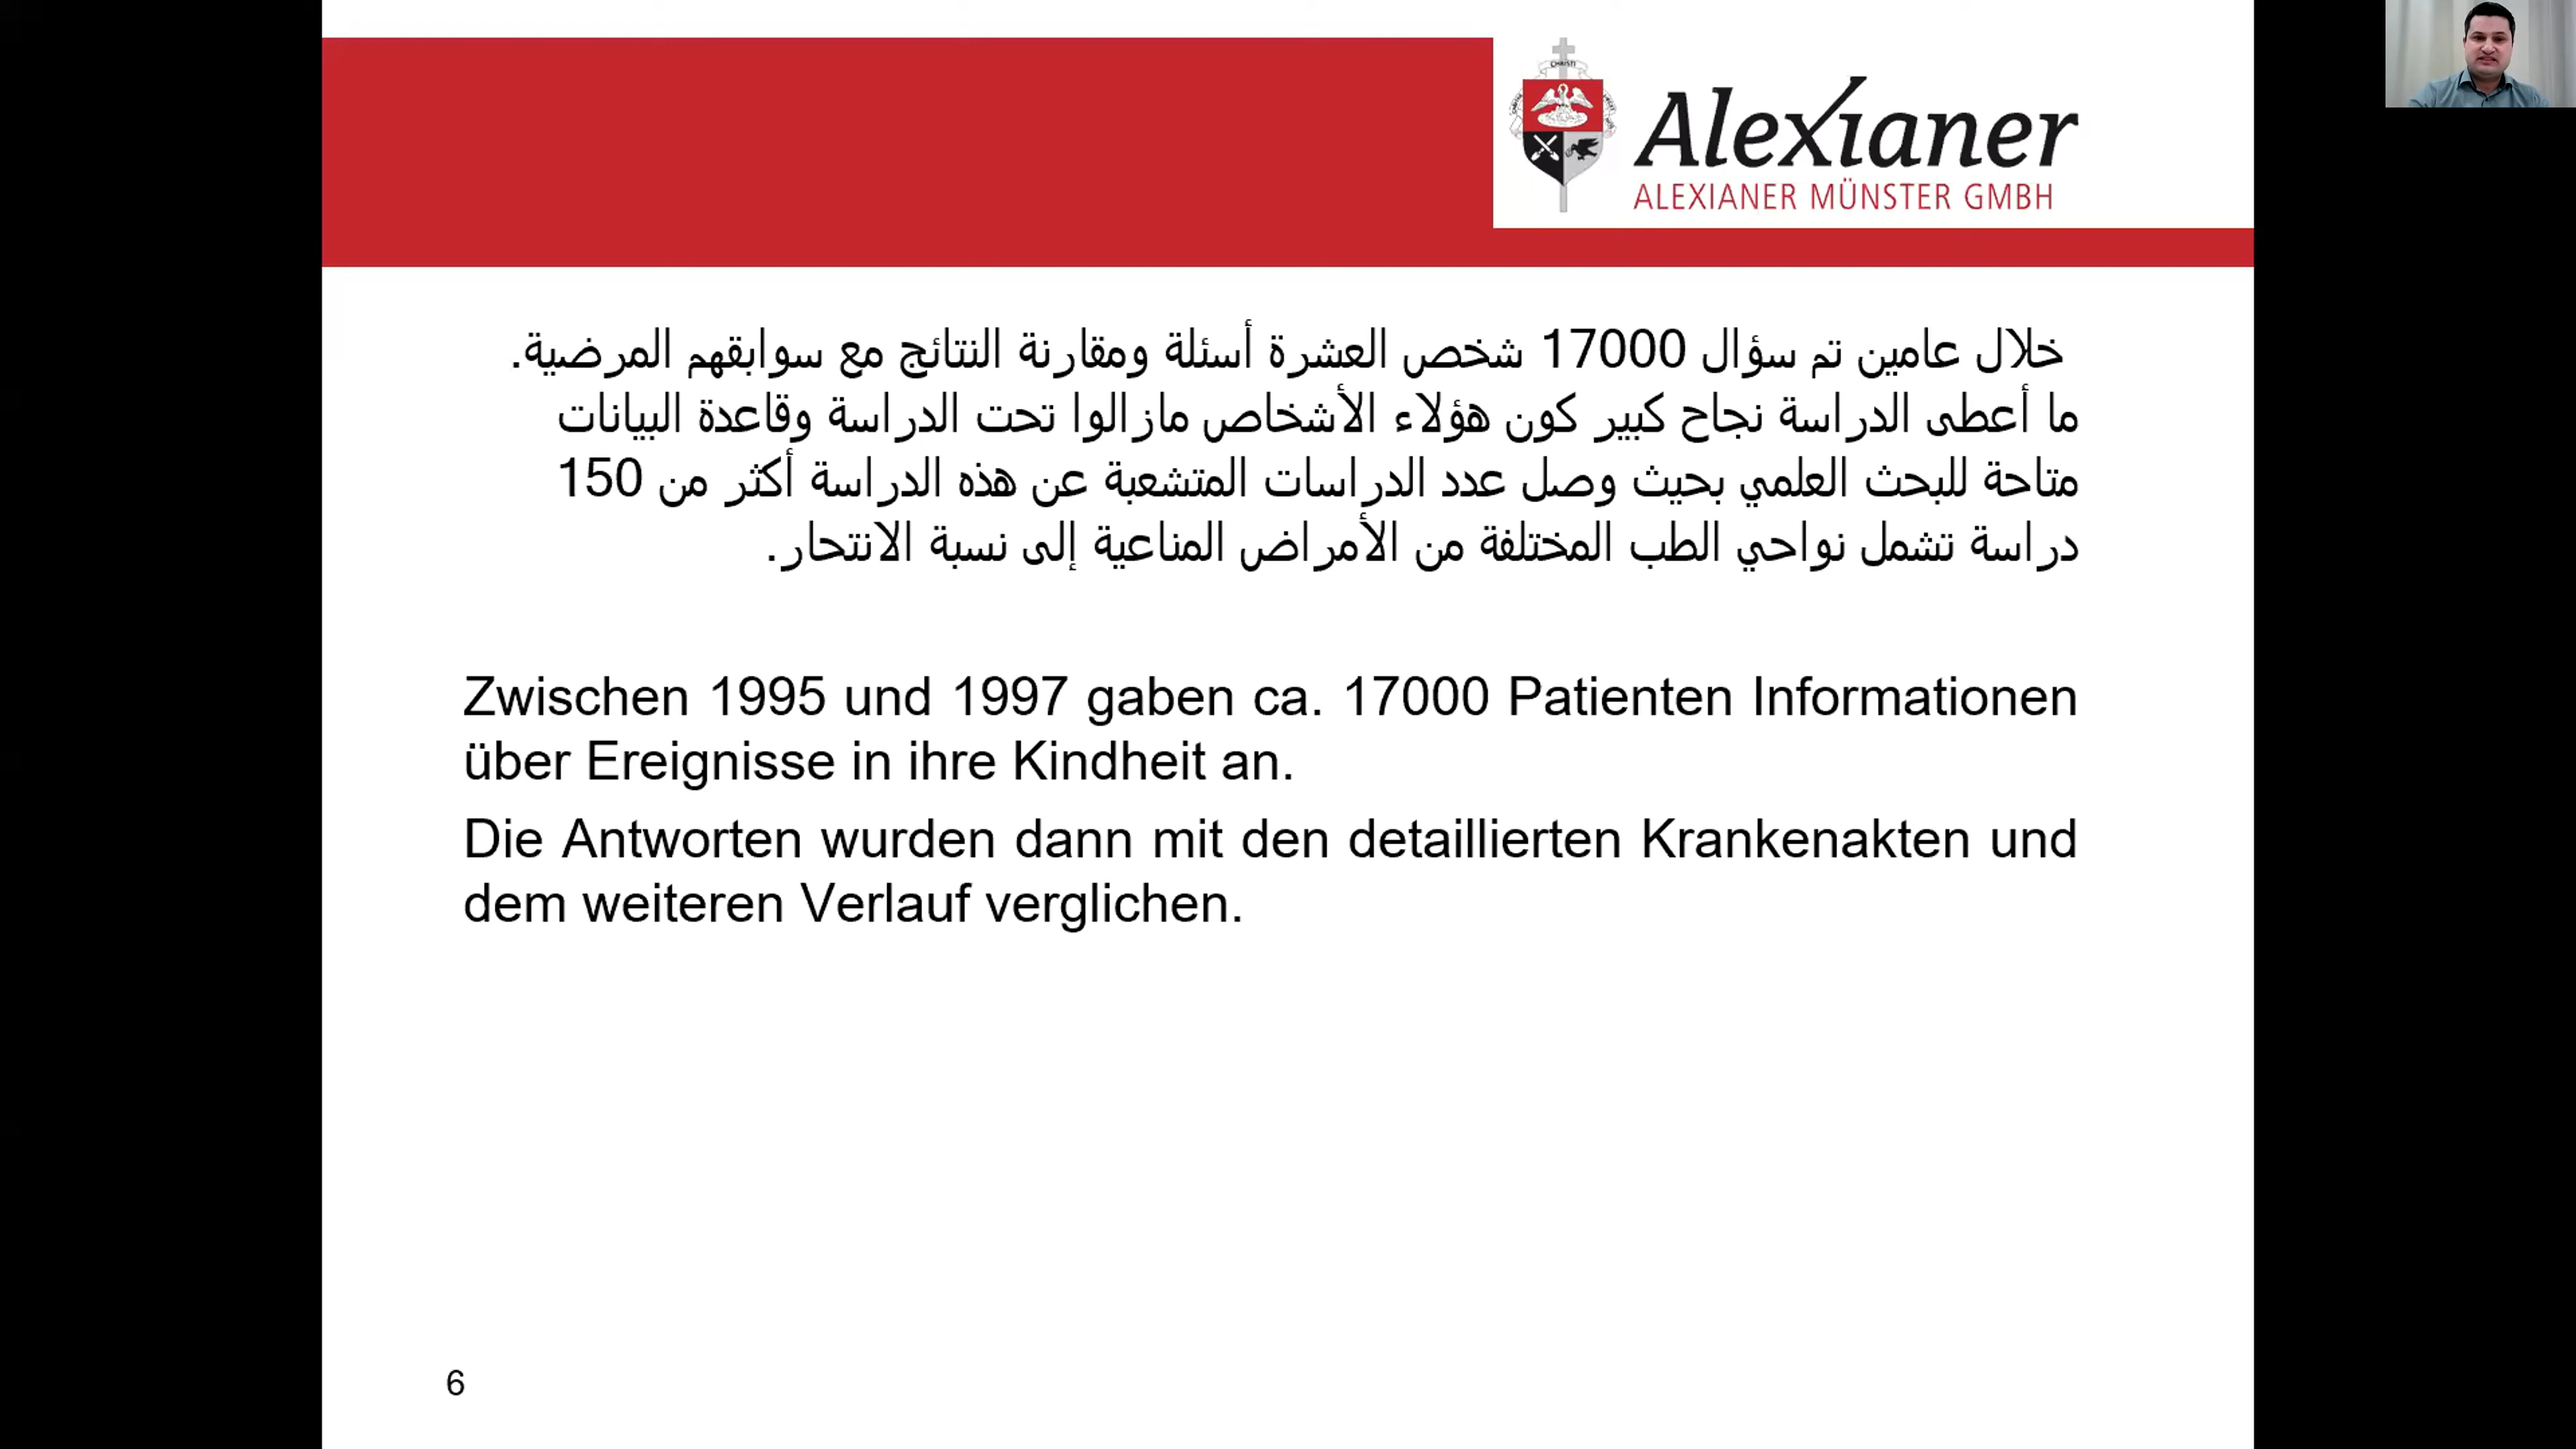 CHRISTI
Alexianer
ALEXIANER MÜNSTER GMBH
خلال عامين تم سؤال 17000 شخص العشرة أسئلة ومقارنة النتائج مع سوابقهم المرضية.
ما أعطى الدراسة نجاح كبير كون هؤلاء الأشخاص مازالوا تحت الدراسة وقاعدة البيانات
متاحة للبحث العلمي بحيث وصل عدد الدراسات المتشعبة عن هذه الدراسة أكثر من 150
دراسة تشمل نواحي الطب المختلفة من الأمراض المناعية إلى نسبة الانتحار.
Zwischen 1995 und 1997 gaben ca. 17000 Patienten Informationen
über Ereignisse in ihre Kindheit an.
Die Antworten wurden dann mit den detaillierten Krankenakten und
dem weiteren Verlauf verglichen.
6